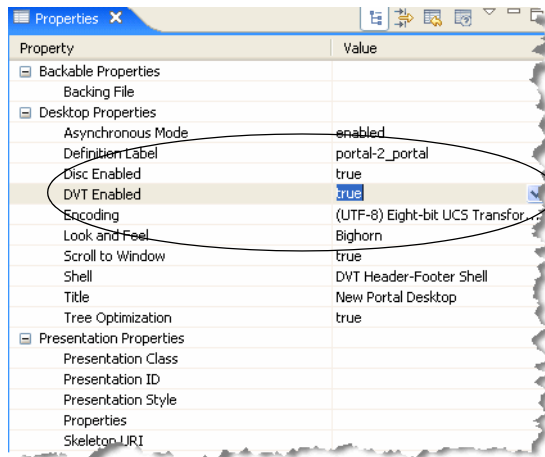 Properties
Property Value
Backable Properties
Backing File
Desktop Properties
Asynchronous Mode enabled
Definition Label portal-2_portal
Disc Enabled true
DVT Enabled true
Encoding (UTF-8) Eight-bit UCS Transfor...
Look and Feel Bighorn
Scroll to Window true
Shell DVT Header-Footer Shell
Title New Portal Desktop
Tree Optimization true
Presentation Properties
Presentation Class
Presentation ID
Presentation Style
Properties
Skeleton URI